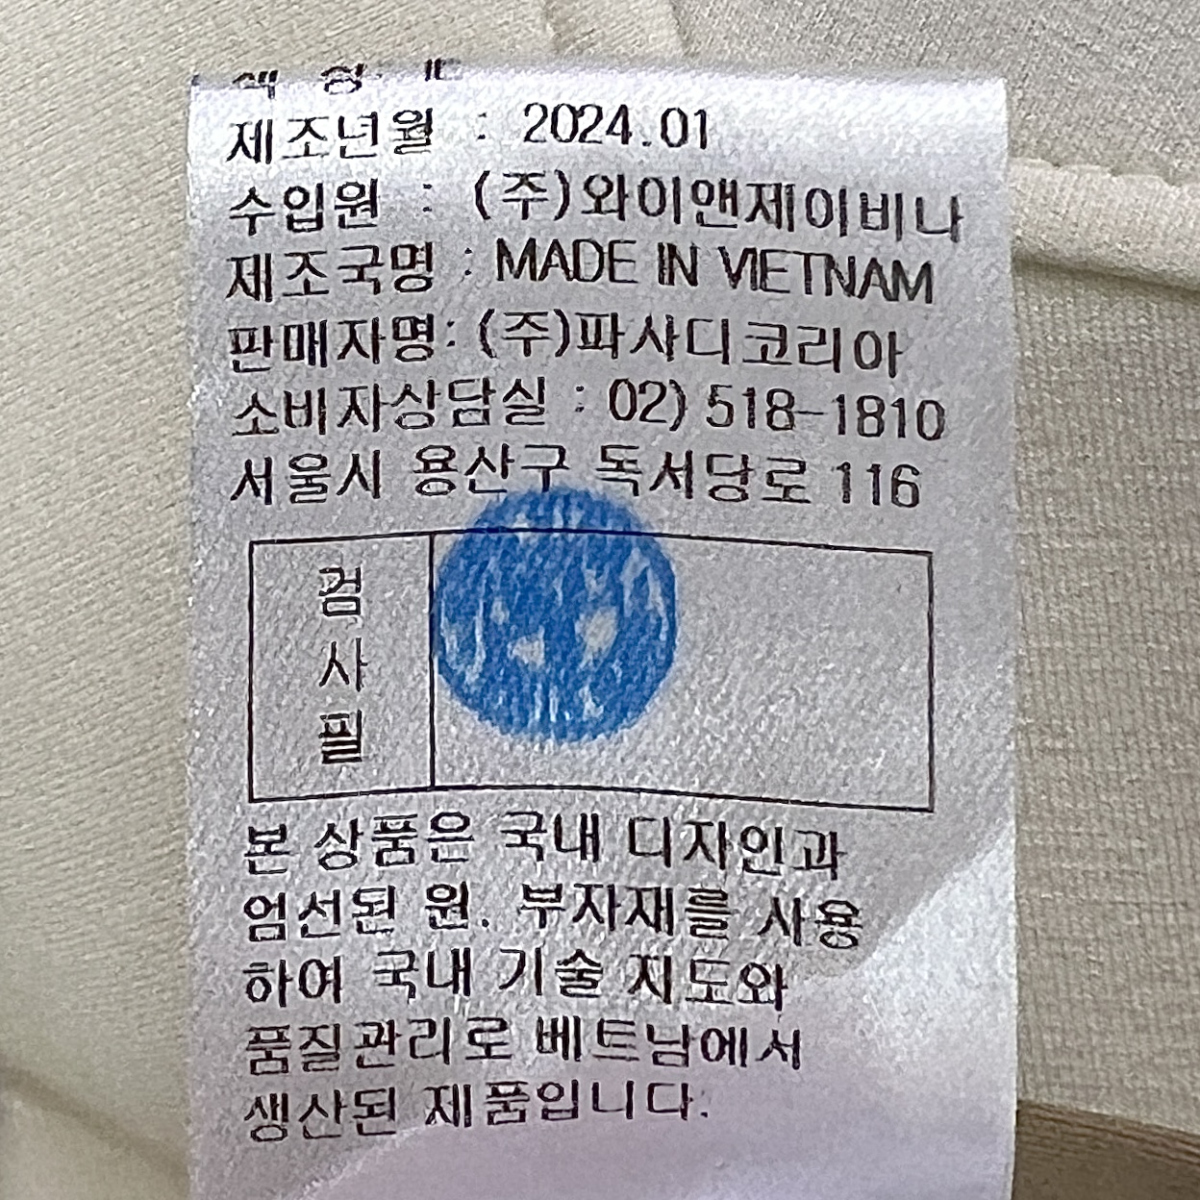 색 상
제조년월 : 2024.01
수입원 : (주)와이앤제이비나
제조국명 : MADE IN VIETNAM
판매자명: (주)파사디코리아
소비자상담실 : 02) 518-1810
서울시 용산구 독서당로 116
검
사
필
본 상품은 국내 디자인과
엄선된 원. 부자재를 사용
하여 국내 기술 지도와
품질관리로 베트남에서
생산된 제품입니다.